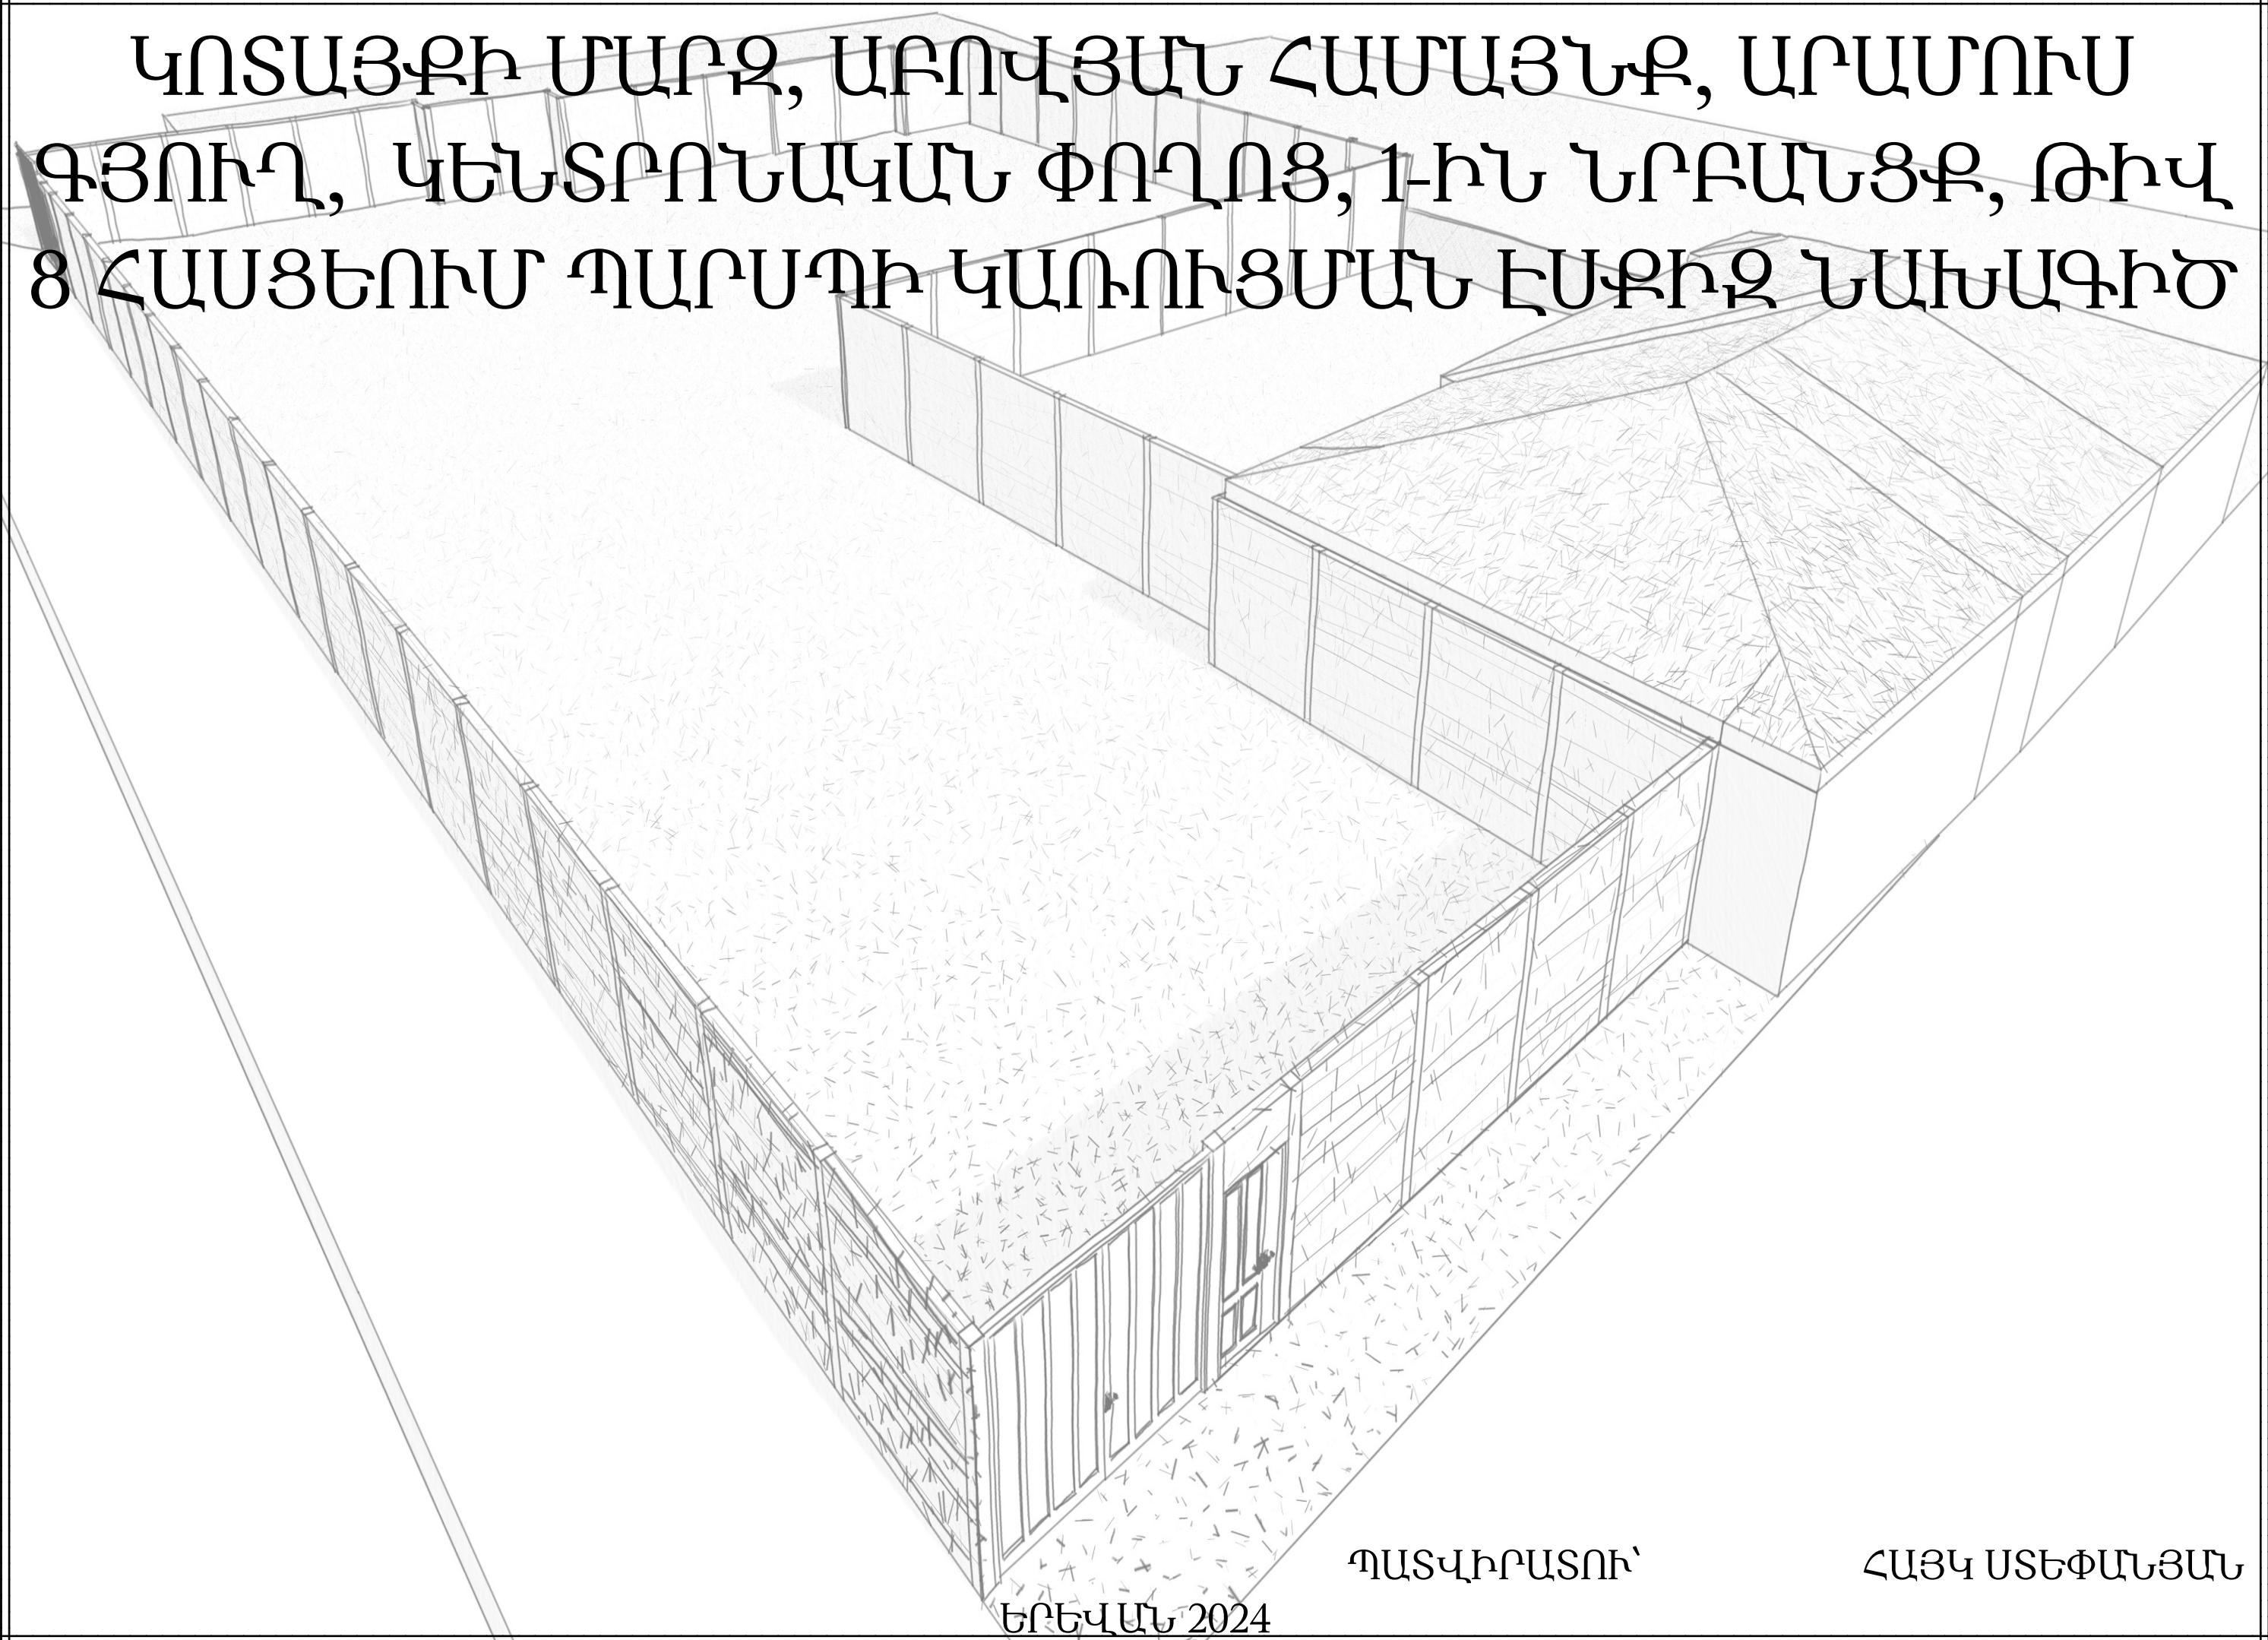 ԿՈՏԱՅՔԻ ՄԱՐԶ, ԱԲՈՎՅԱՆ ՀԱՄԱՅՆՔ, ԱՐԱՄՈՒՍ
ԳՅՈՒՂ, ԿԵՆՏՐՈՆԱԿԱՆ ՓՈՂՈՑ, 1-ԻՆ ՆՐԲԱՆՑՔ, ԹԻՎ
8 ՀԱՍՑԵՈՒՄ ՊԱՐՍՊԻ ԿԱՌՈՒՑՄԱՆ ԷՍՔԻԶ ՆԱԽԱԳԻԾ
ՊԱՏՎԻՐԱՏՈՒ՝ ՀԱՅԿ ՍՏԵՓԱՆՅԱՆ
ԵՐԵՎԱՆ 2024